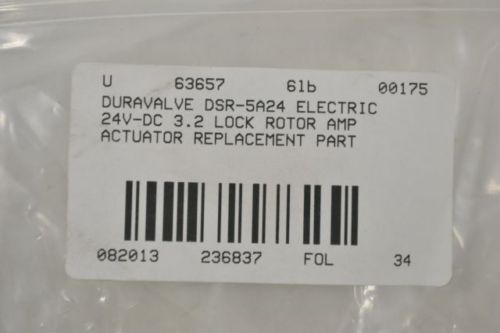 U 63657 6lb 00175
DURAVALVE DSR-5A24 ELECTRIC
24V-DC 3.2 LOCK ROTOR AMP
ACTUATOR REPLACEMENT PART
082013 236837 FOL 34